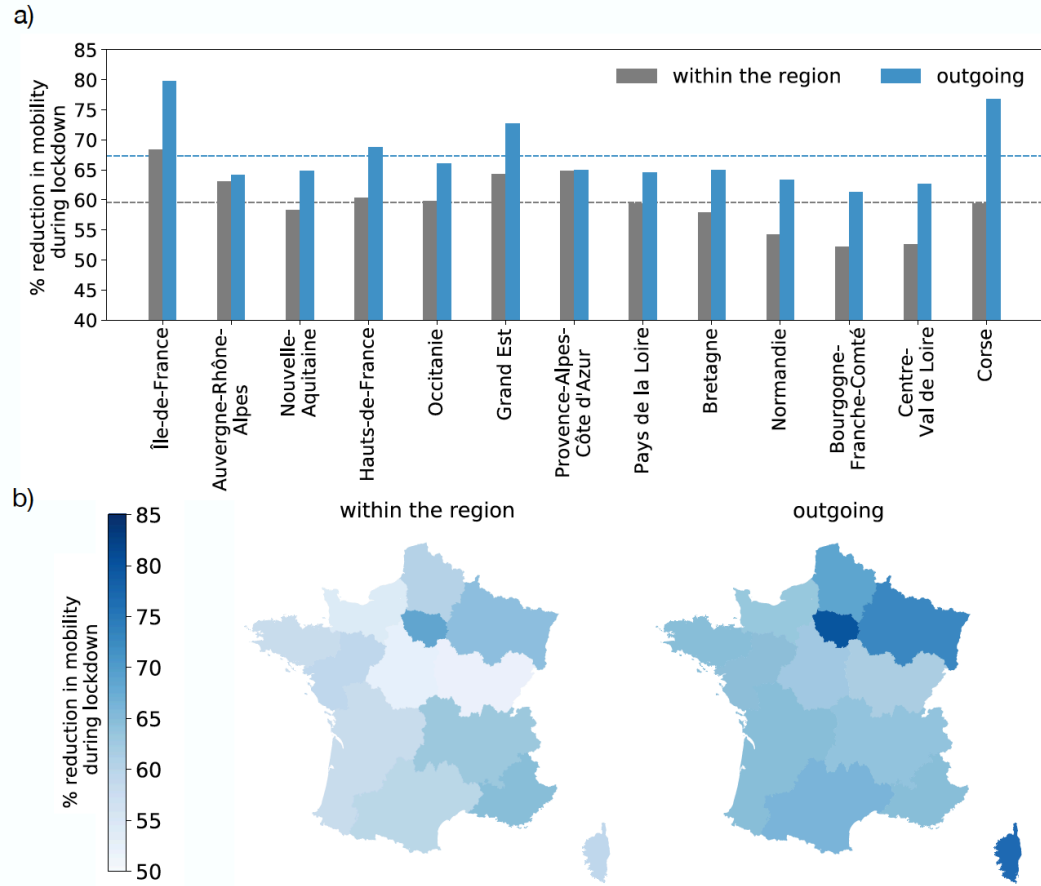 a)
% reduction in mobility
during lockdown
85
80
75
70
65
60
55
50
45
40
within the region
outgoing
Île-de-France
Auvergne-Rhône-
Alpes
Nouvelle-
Aquitaine
Hauts-de-France
Occitanie
Grand Est
Provence-Alpes-
Côte d'Azur
Pays de la Loire
Bretagne
Normandie
Bourgogne-
Franche-Comté
Centre-
Val de Loire
Corse
b)
% reduction in mobility
during lockdown
85
80
75
70
65
60
55
50
within the region
outgoing